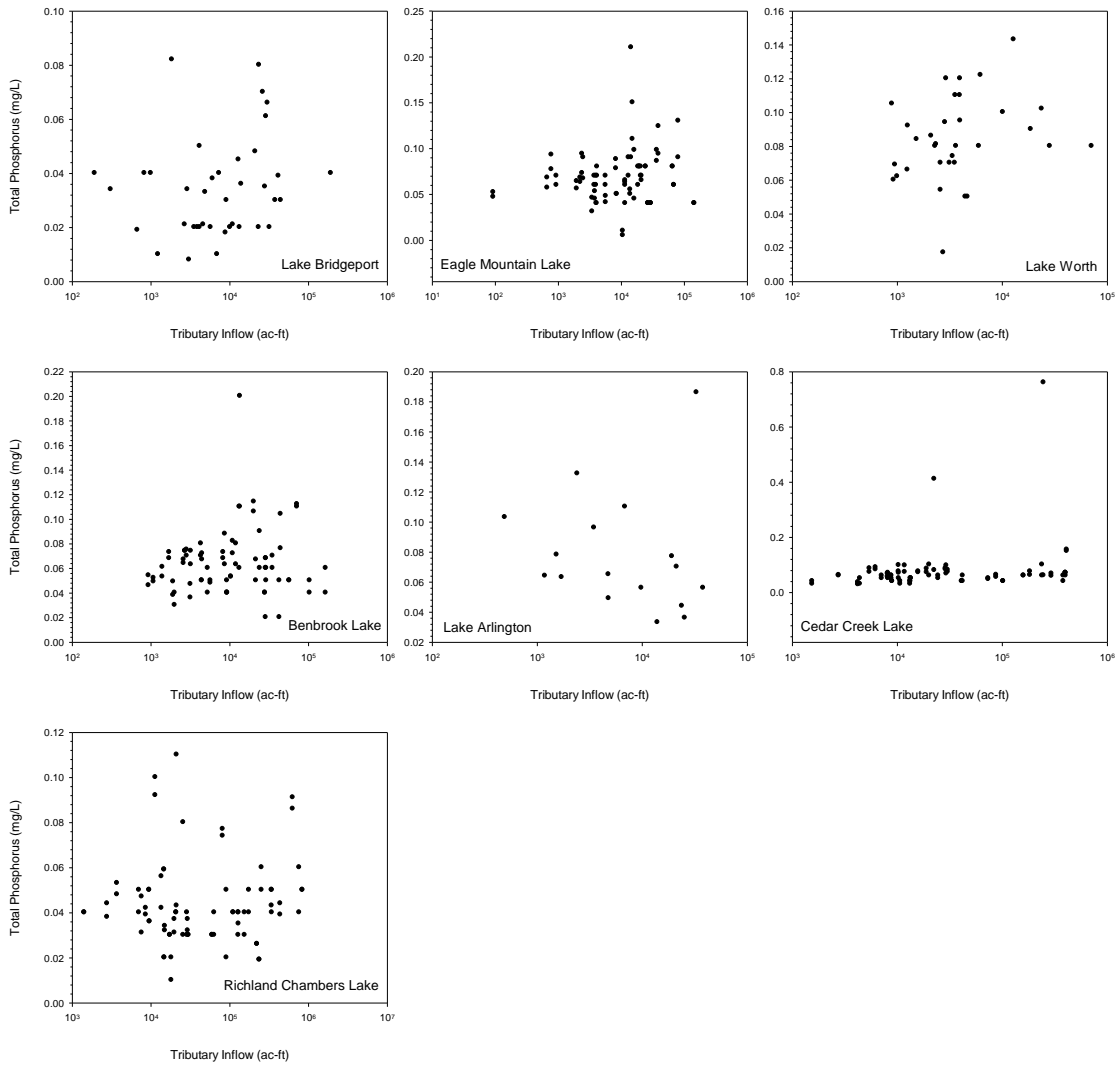 0.10
0.08
0.06
0.04
0.02
0.00
Total Phosphorus (mg/L)
10² 10³ 10⁴ 10⁵ 10⁶
Tributary Inflow (ac-ft)
Lake Bridgeport
0.25
0.20
0.15
0.10
0.05
0.00
10¹ 10² 10³ 10⁴ 10⁵ 10⁶
Tributary Inflow (ac-ft)
Eagle Mountain Lake
0.16
0.14
0.12
0.10
0.08
0.06
0.04
0.02
0.00
10² 10³ 10⁴ 10⁵
Tributary Inflow (ac-ft)
Lake Worth
0.22
0.20
0.18
0.16
0.14
0.12
0.10
0.08
0.06
0.04
0.02
0.00
Total Phosphorus (mg/L)
10² 10³ 10⁴ 10⁵ 10⁶
Tributary Inflow (ac-ft)
Benbrook Lake
0.20
0.18
0.16
0.14
0.12
0.10
0.08
0.06
0.04
0.02
10² 10³ 10⁴ 10⁵
Tributary Inflow (ac-ft)
Lake Arlington
0.8
0.6
0.4
0.2
0.0
10³ 10⁴ 10⁵ 10⁶
Tributary Inflow (ac-ft)
Cedar Creek Lake
0.12
0.10
0.08
0.06
0.04
0.02
0.00
Total Phosphorus (mg/L)
10³ 10⁴ 10⁵ 10⁶ 10⁷
Tributary Inflow (ac-ft)
Richland Chambers Lake